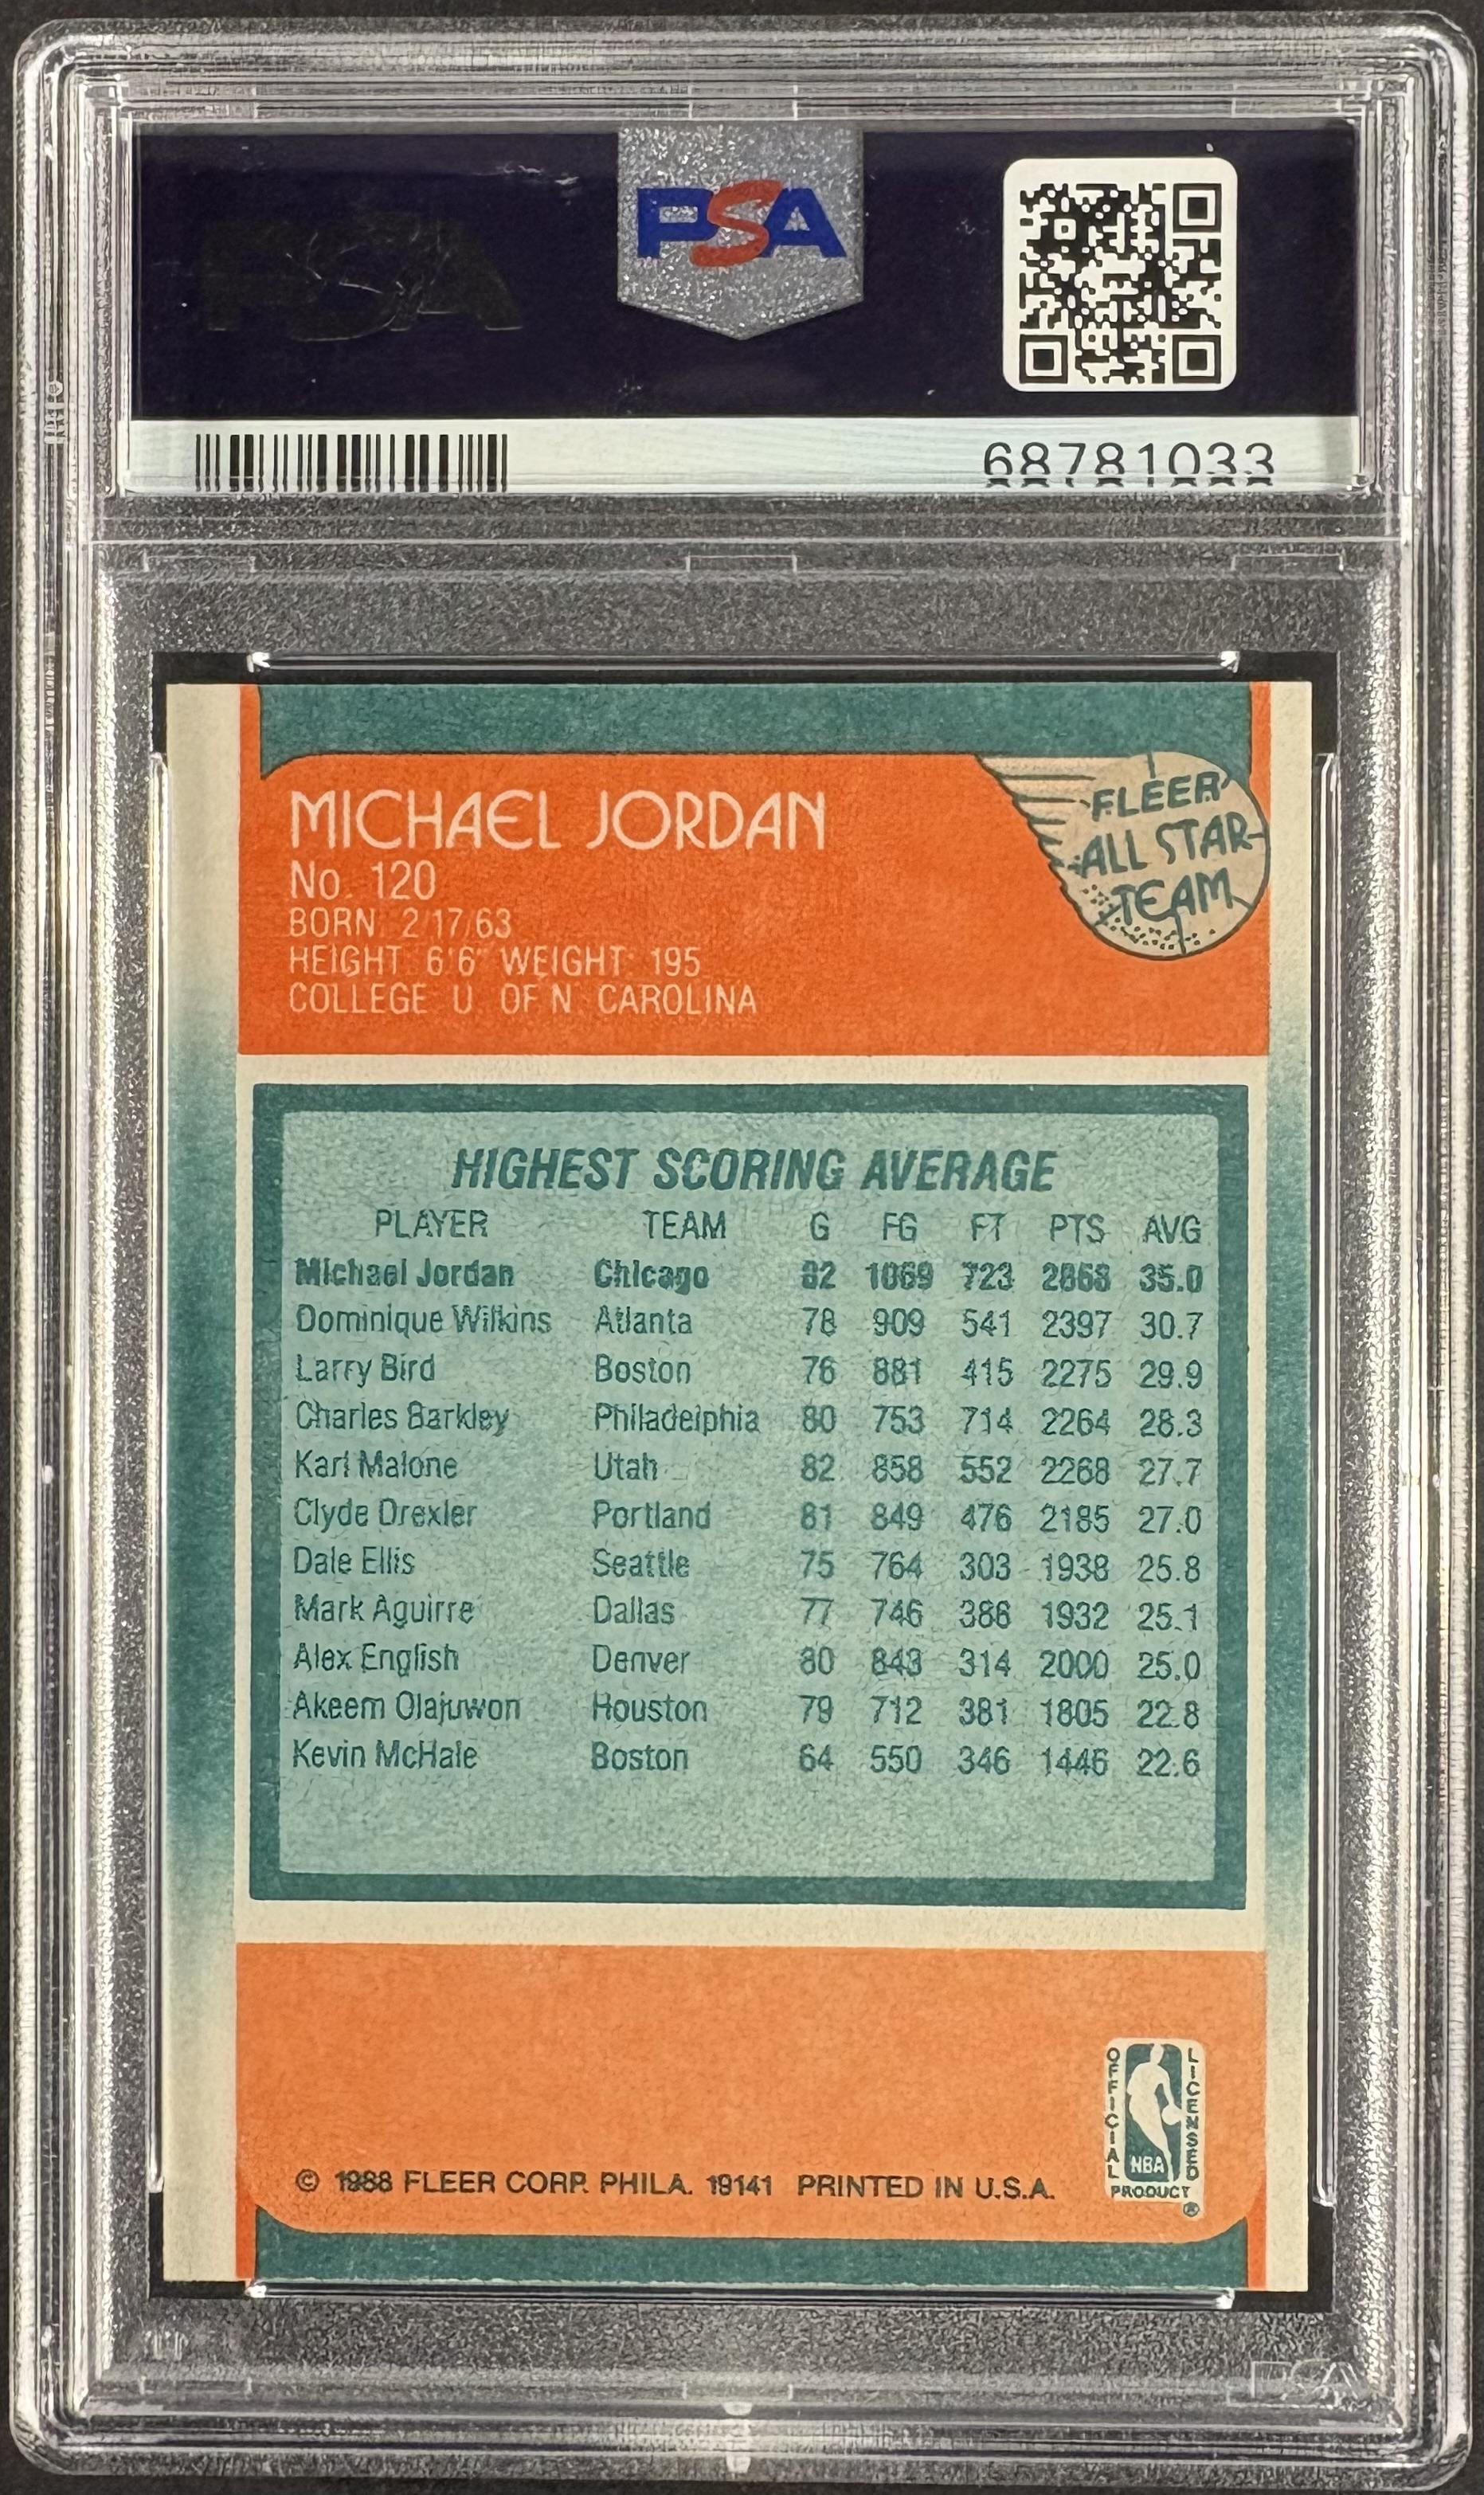 PSA
PSA
68781033
MICHAEL JORDAN
No. 120
BORN: 2/17/63
HEIGHT: 6'6" WEIGHT: 195
COLLEGE: U. OF N. CAROLINA
FLEER
ALL STAR
TEAM
HIGHEST SCORING AVERAGE
PLAYER TEAM G FG FT PTS AVG
Michael Jordan Chicago 82 1069 723 2868 35.0
Dominique Wilkins Atlanta 78 909 541 2397 30.7
Larry Bird Boston 76 881 415 2275 29.9
Charles Barkley Philadelphia 80 753 714 2264 28.3
Karl Malone Utah 82 858 552 2268 27.7
Clyde Drexler Portland 81 849 476 2185 27.0
Dale Ellis Seattle 75 764 303 1938 25.8
Mark Aguirre Dallas 77 746 386 1932 25.1
Alex English Denver 80 843 314 2000 25.0
Akeem Olajuwon Houston 79 712 381 1805 22.8
Kevin McHale Boston 64 550 346 1446 22.6
© 1988 FLEER CORP. PHILA. 19141 PRINTED IN U.S.A.
OFFICIAL
LICENSED
NBA
PRODUCT
®
PSA